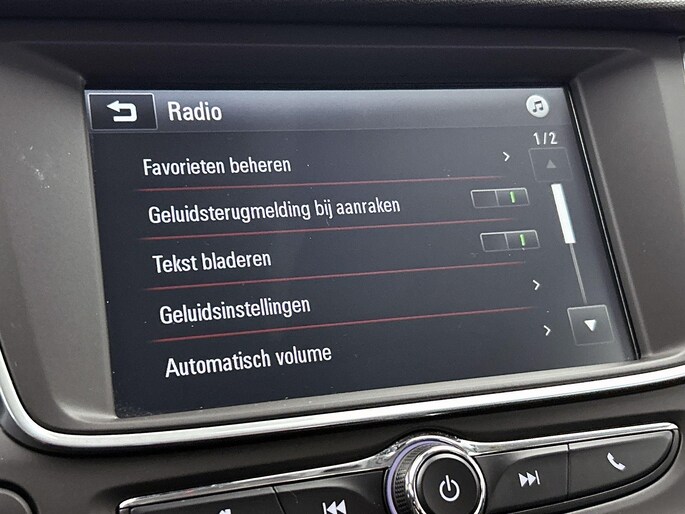 Radio
1/2
Favorieten beheren
Geluidsterugmelding bij aanraken
Tekst bladeren
Geluidsinstellingen
Automatisch volume